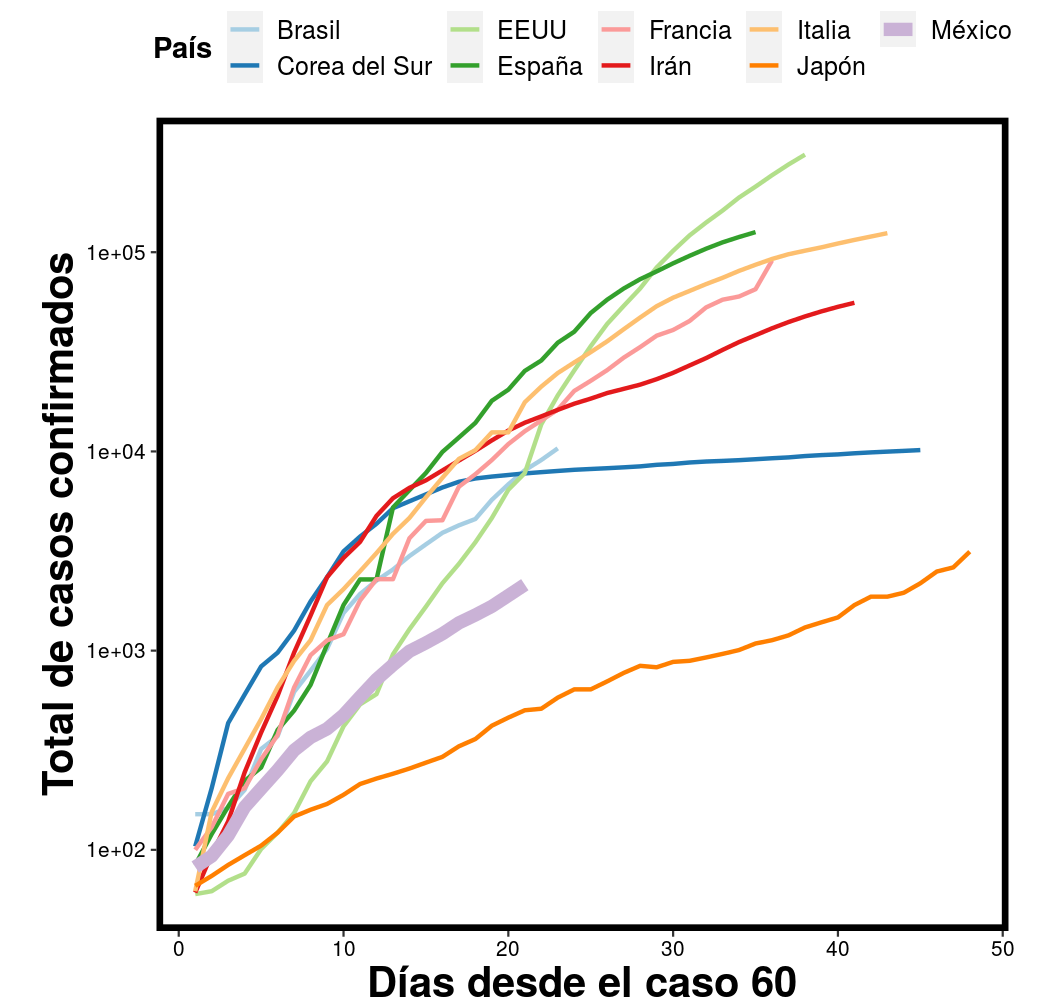 País
Brasil EEUU Francia Italia México
Corea del Sur España Irán Japón
1e+05
1e+04
1e+03
1e+02
Total de casos confirmados
0 10 20 30 40 50
Días desde el caso 60